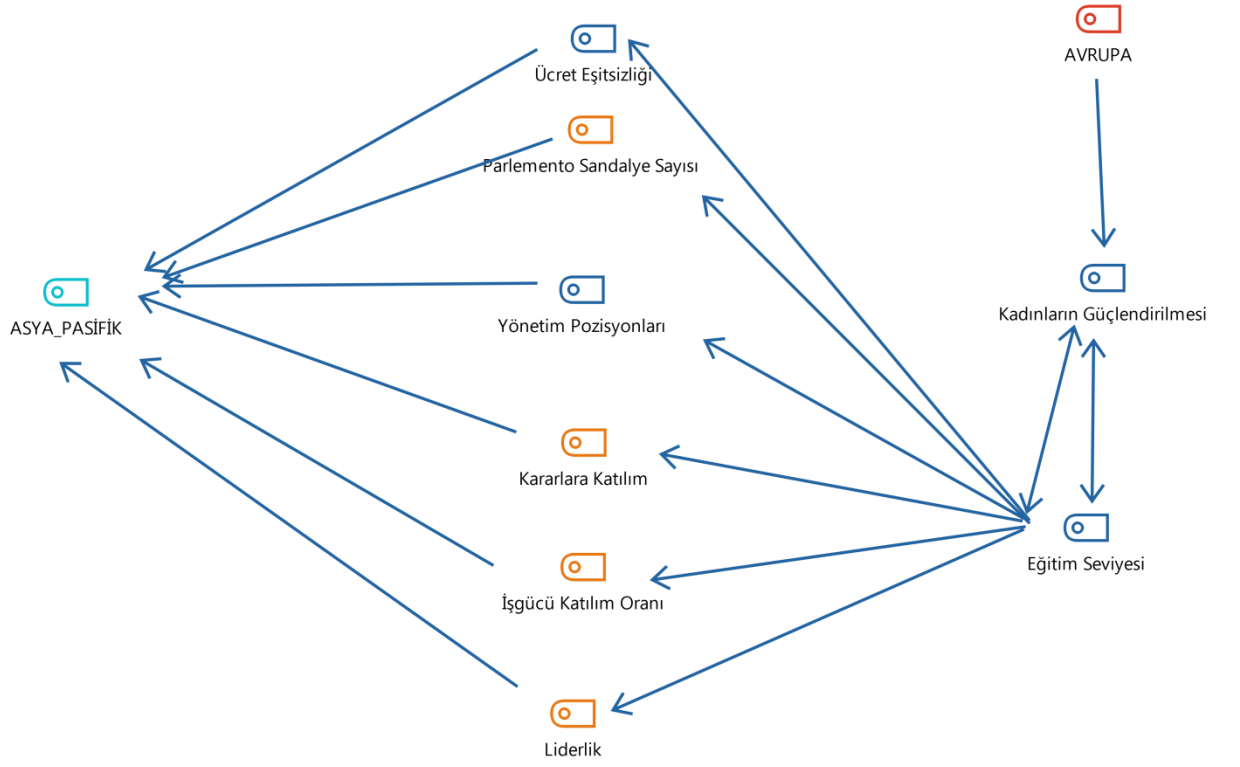 AVRUPA
Ücret Eşitsizliği
Parlemento Sandalye Sayısı
Kadınların Güçlendirilmesi
ASYA_PASİFİK
Yönetim Pozisyonları
Kararlara Katılım
Eğitim Seviyesi
İşgücü Katılım Oranı
Liderlik